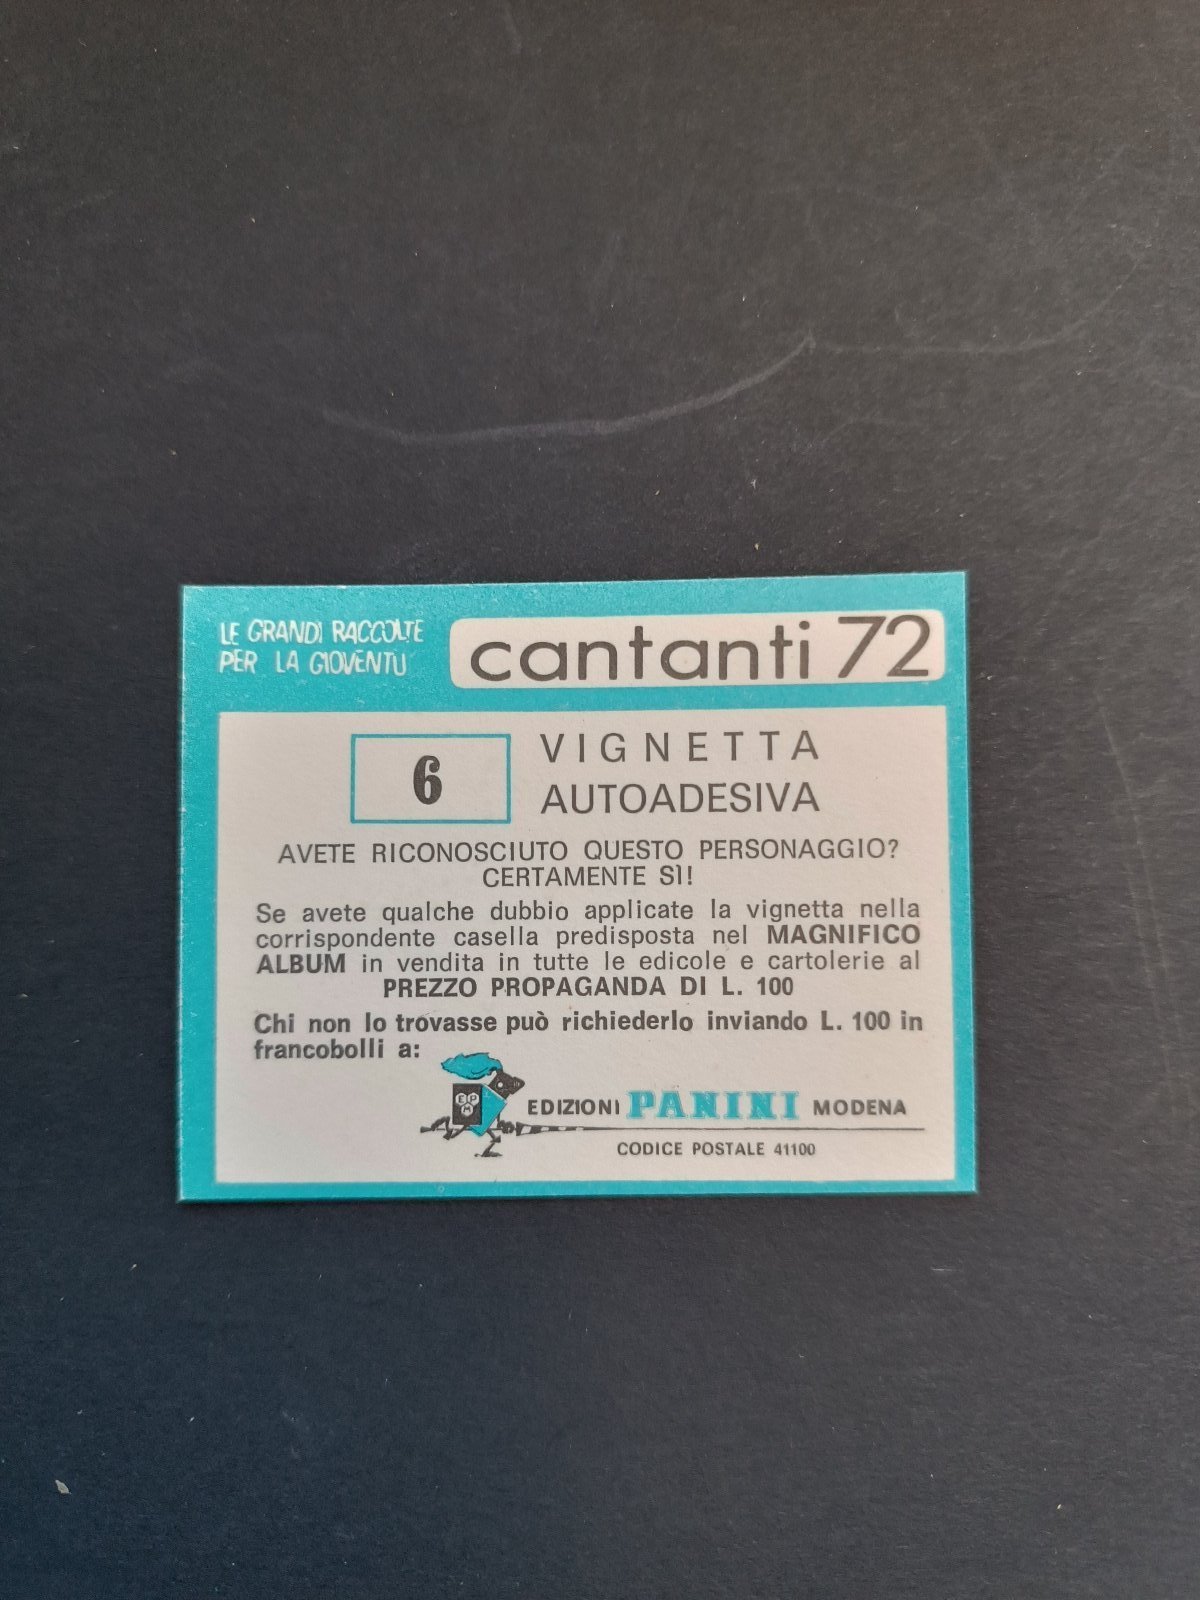 LE GRANDI RACCOLTE
PER LA GIOVENTÙ
cantanti 72
6
VIGNETTA
AUTOADESIVA
AVETE RICONOSCIUTO QUESTO PERSONAGGIO?
CERTAMENTE SÌ!
Se avete qualche dubbio applicate la vignetta nella
corrispondente casella predisposta nel MAGNIFICO
ALBUM in vendita in tutte le edicole e cartolerie al
PREZZO PROPAGANDA DI L. 100
Chi non lo trovasse può richiederlo inviando L. 100 in
francobolli a:
EPM
EDIZIONI PANINI MODENA
CODICE POSTALE 41100